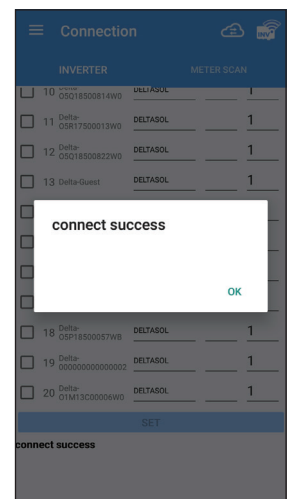 Connection
INV
INVERTER METER SCAN
10 Delta- DELTASOL 1
O5Q18500814W0
11 Delta- DELTASOL 1
O5R17500013W0
12 Delta- DELTASOL 1
O5Q18500822W0
13 Delta-Guest DELTASOL 1
connect success
OK
18 Delta- DELTASOL 1
O5P18500057WB
19 Delta- DELTASOL 1
000000000000002
20 Delta- DELTASOL 1
O1M13C00006W0
SET
connect success